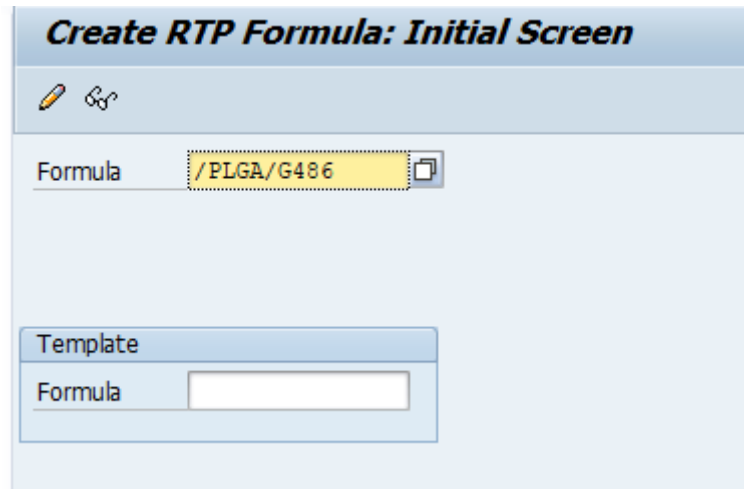 Create RTP Formula: Initial Screen
Formula /PLGA/G486
Template
Formula